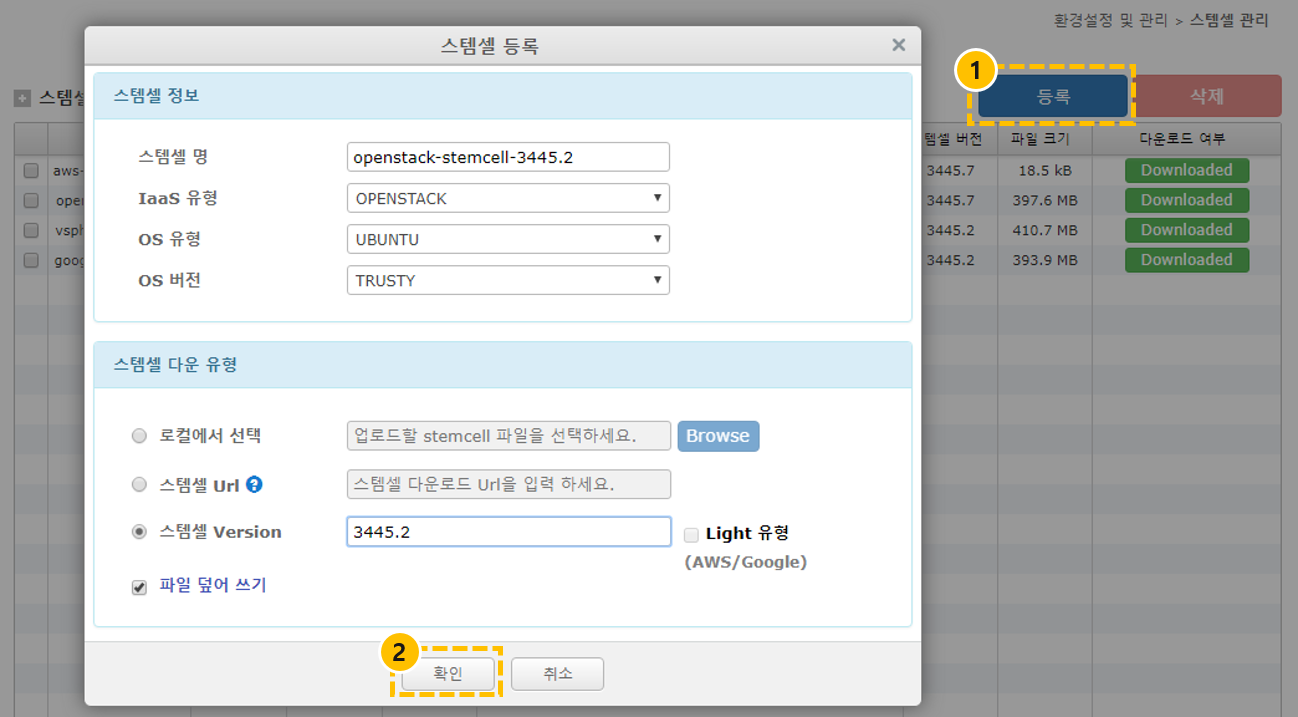 환경설정 및 관리 > 스템셀 관리
스템셀 등록
×
1
등록
삭제
스템셀 정보
스템셀 명
openstack-stemcell-3445.2
IaaS 유형
OPENSTACK
OS 유형
UBUNTU
OS 버전
TRUSTY
스템셀 다운 유형
로컬에서 선택
업로드할 stemcell 파일을 선택하세요.
Browse
스템셀 Url ?
스템셀 다운로드 Url을 입력 하세요.
스템셀 Version
3445.2
Light 유형
(AWS/Google)
파일 덮어 쓰기
2
확인
취소
스템셀
aws-
ope
vsp
goog
템셀 버전 파일 크기 다운로드 여부
3445.7 18.5 kB Downloaded
3445.7 397.6 MB Downloaded
3445.2 410.7 MB Downloaded
3445.2 393.9 MB Downloaded